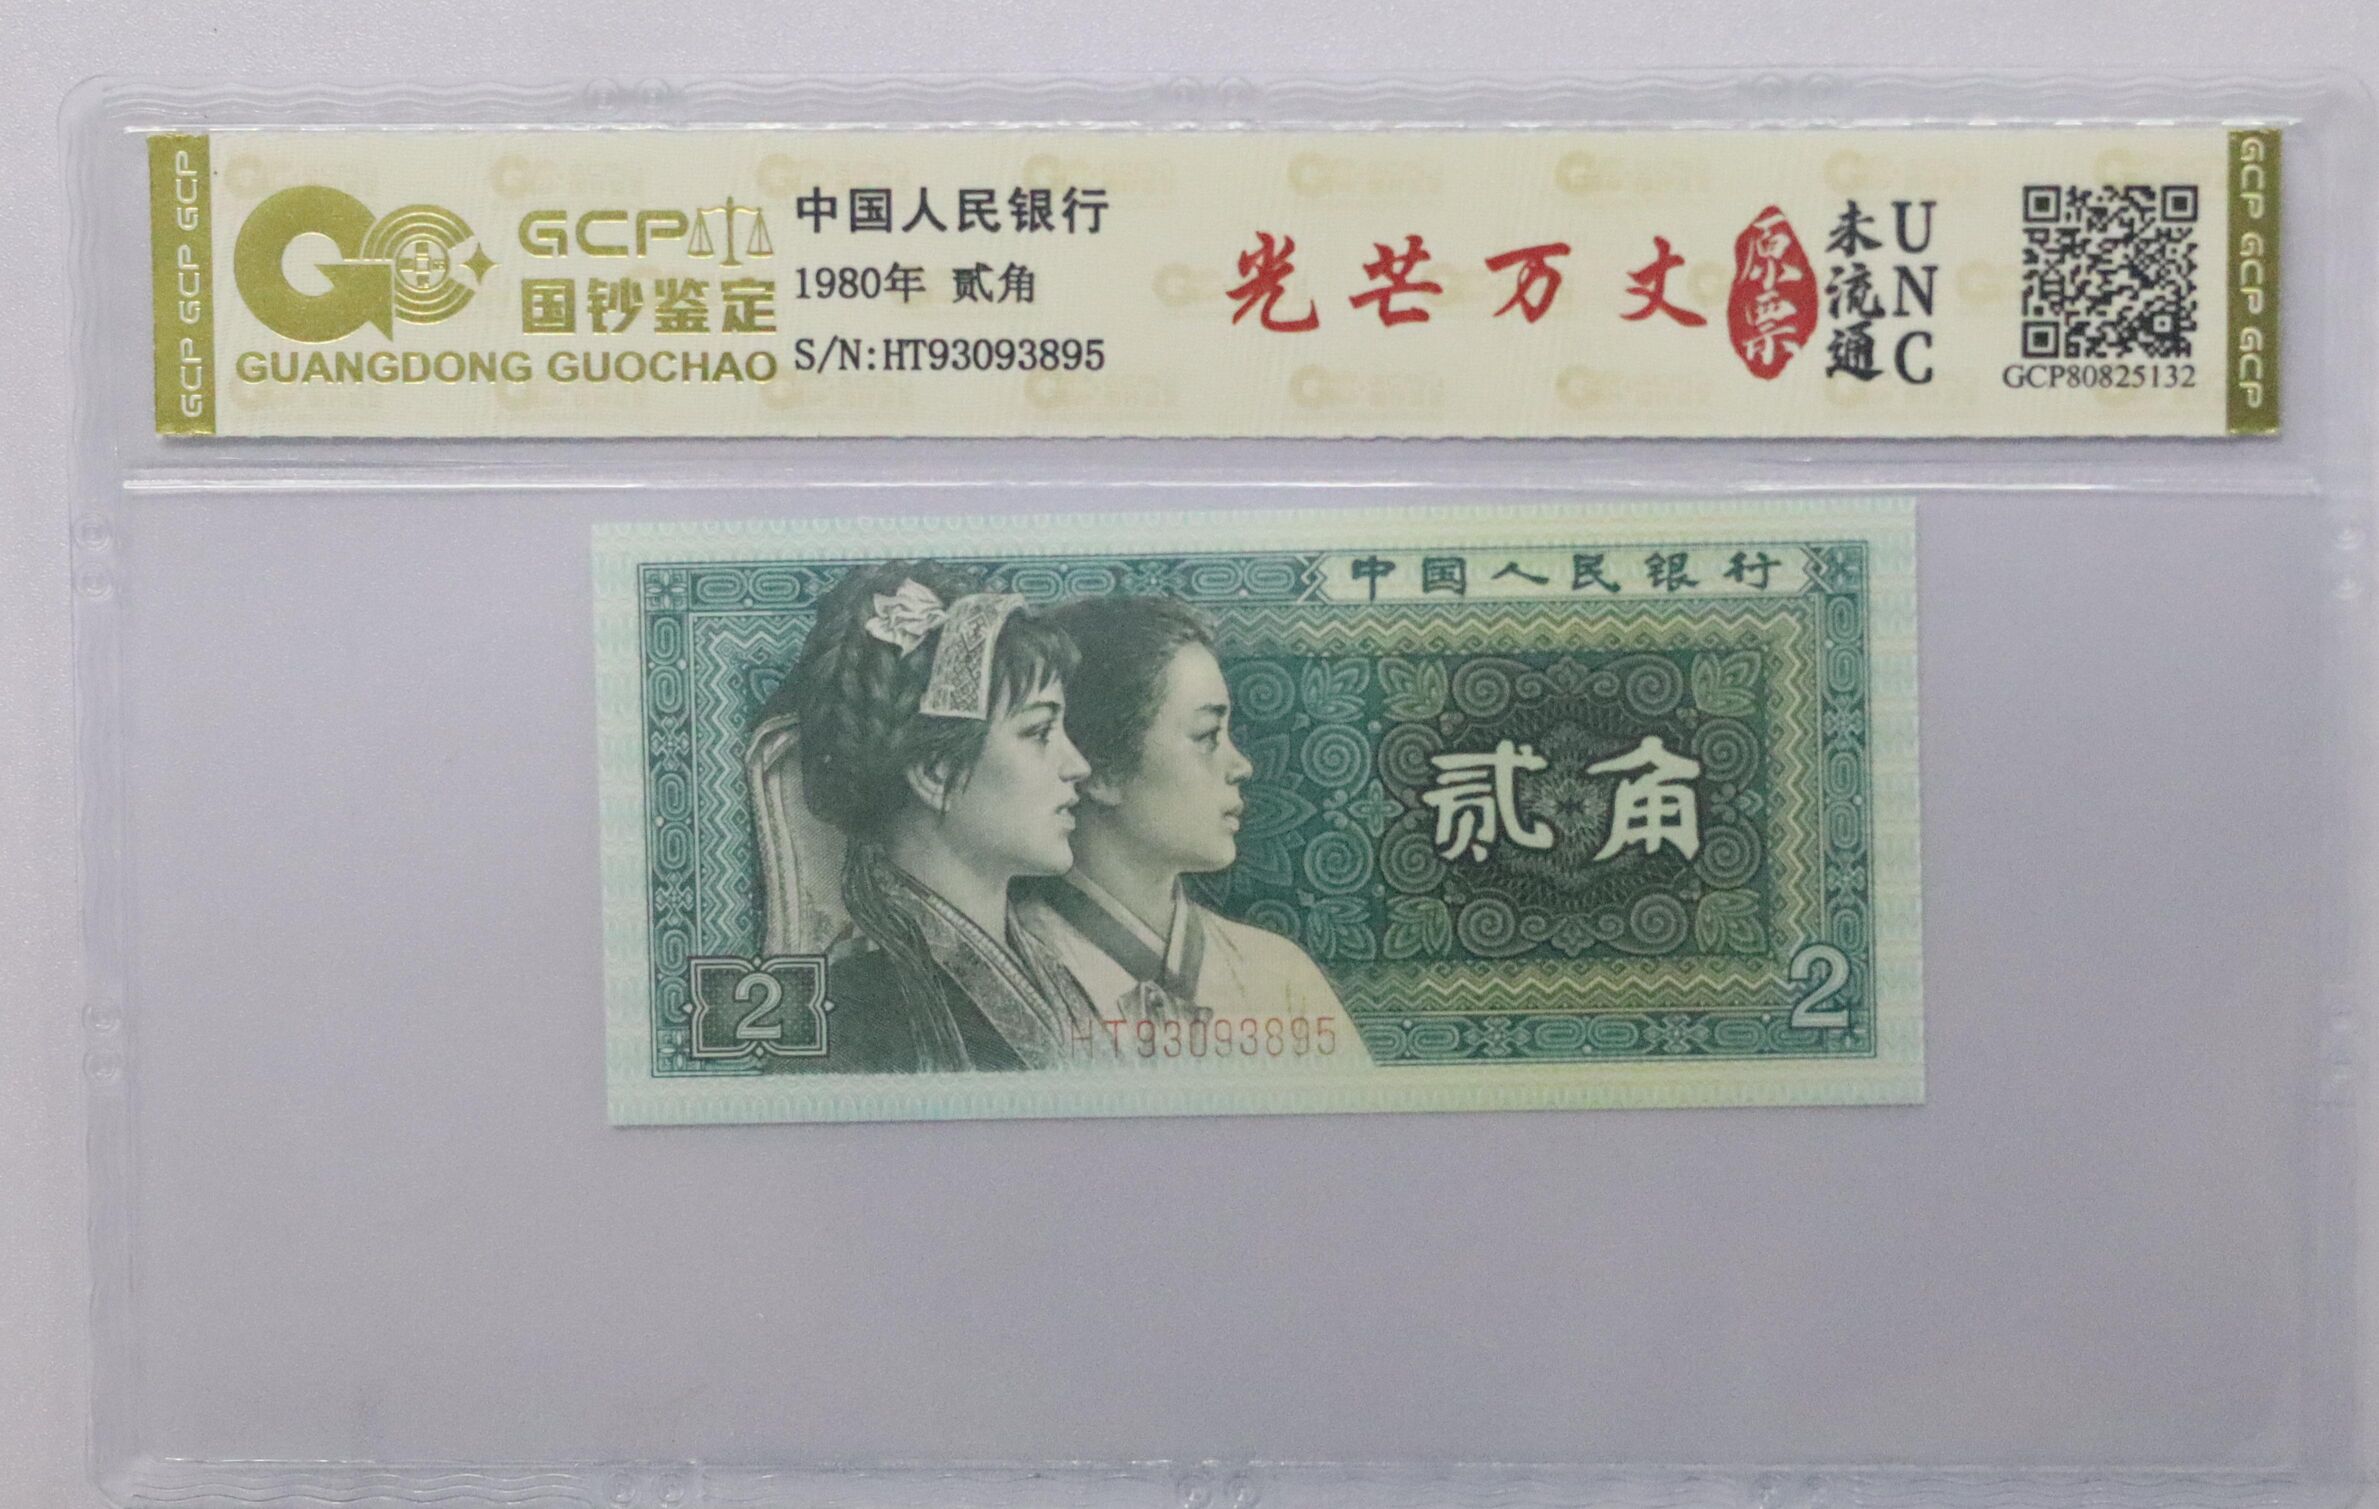 GCP GCP GCP
GCP
国钞鉴定
GUANGDONG GUOCHAO
中国人民银行
1980年 贰角
S/N:HT93093895
光芒万丈
原票
未流通
UNC
GCP80825132
GCP GCP GCP
中国人民银行
贰角
2
2
HT93093895